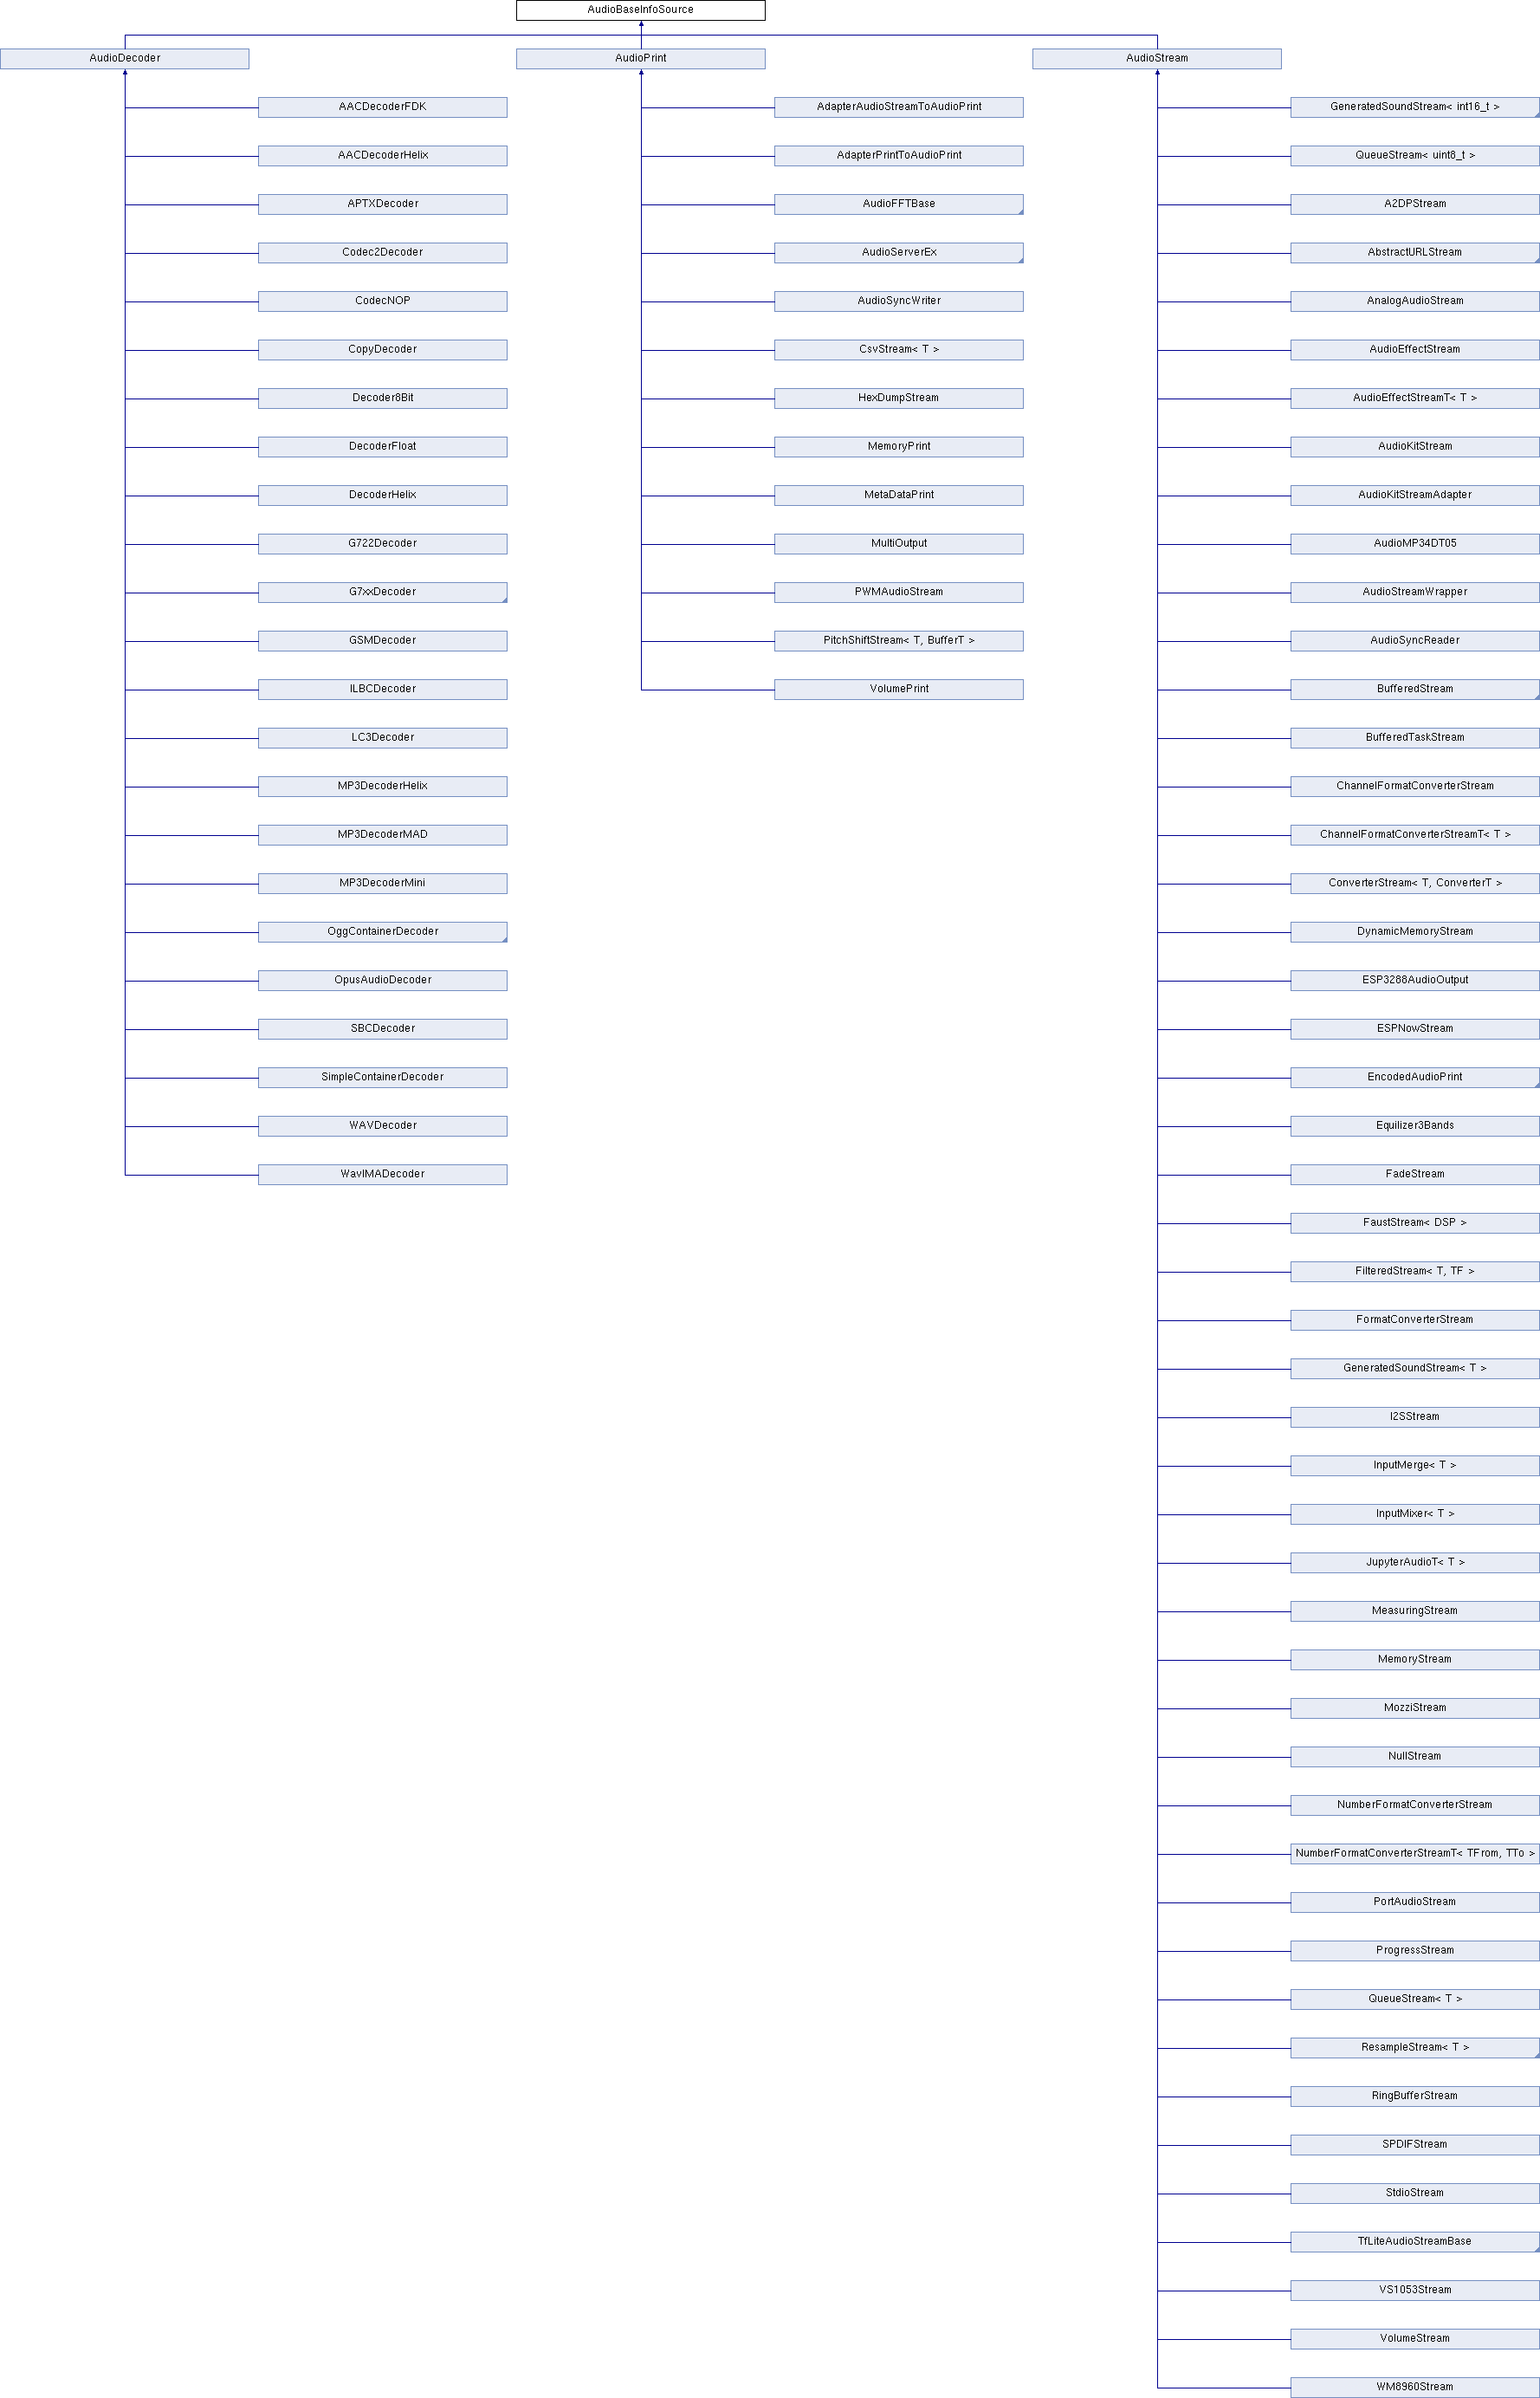 AudioBaseInfoSource
AudioDecoder
AudioPrint
AudioStream
AACDecoderFDK
AACDecoderHelix
APTXDecoder
Codec2Decoder
CodecNOP
CopyDecoder
Decoder8Bit
DecoderFloat
DecoderHelix
G722Decoder
G7xxDecoder
GSMDecoder
ILBCDecoder
LC3Decoder
MP3DecoderHelix
MP3DecoderMAD
MP3DecoderMini
OggContainerDecoder
OpusAudioDecoder
SBCDecoder
SimpleContainerDecoder
WAVDecoder
WavIMADecoder
AdapterAudioStreamToAudioPrint
AdapterPrintToAudioPrint
AudioFFTBase
AudioServerEx
AudioSyncWriter
CsvStream< T >
HexDumpStream
MemoryPrint
MetaDataPrint
MultiOutput
PWMAudioStream
PitchShiftStream< T, BufferT >
VolumePrint
GeneratedSoundStream< int16_t >
QueueStream< uint8_t >
A2DPStream
AbstractURLStream
AnalogAudioStream
AudioEffectStream
AudioEffectStreamT< T >
AudioKitStream
AudioKitStreamAdapter
AudioMP34DT05
AudioStreamWrapper
AudioSyncReader
BufferedStream
BufferedTaskStream
ChannelFormatConverterStream
ChannelFormatConverterStreamT< T >
ConverterStream< T, ConverterT >
DynamicMemoryStream
ESP3288AudioOutput
ESPNowStream
EncodedAudioPrint
Equilizer3Bands
FadeStream
FaustStream< DSP >
FilteredStream< T, TF >
FormatConverterStream
GeneratedSoundStream< T >
I2SStream
InputMerge< T >
InputMixer< T >
JupyterAudioT< T >
MeasuringStream
MemoryStream
MozziStream
NullStream
NumberFormatConverterStream
NumberFormatConverterStreamT< TFrom, TTo >
PortAudioStream
ProgressStream
QueueStream< T >
ResampleStream< T >
RingBufferStream
SPDIFStream
StdioStream
TfLiteAudioStreamBase
VS1053Stream
VolumeStream
WM8960Stream